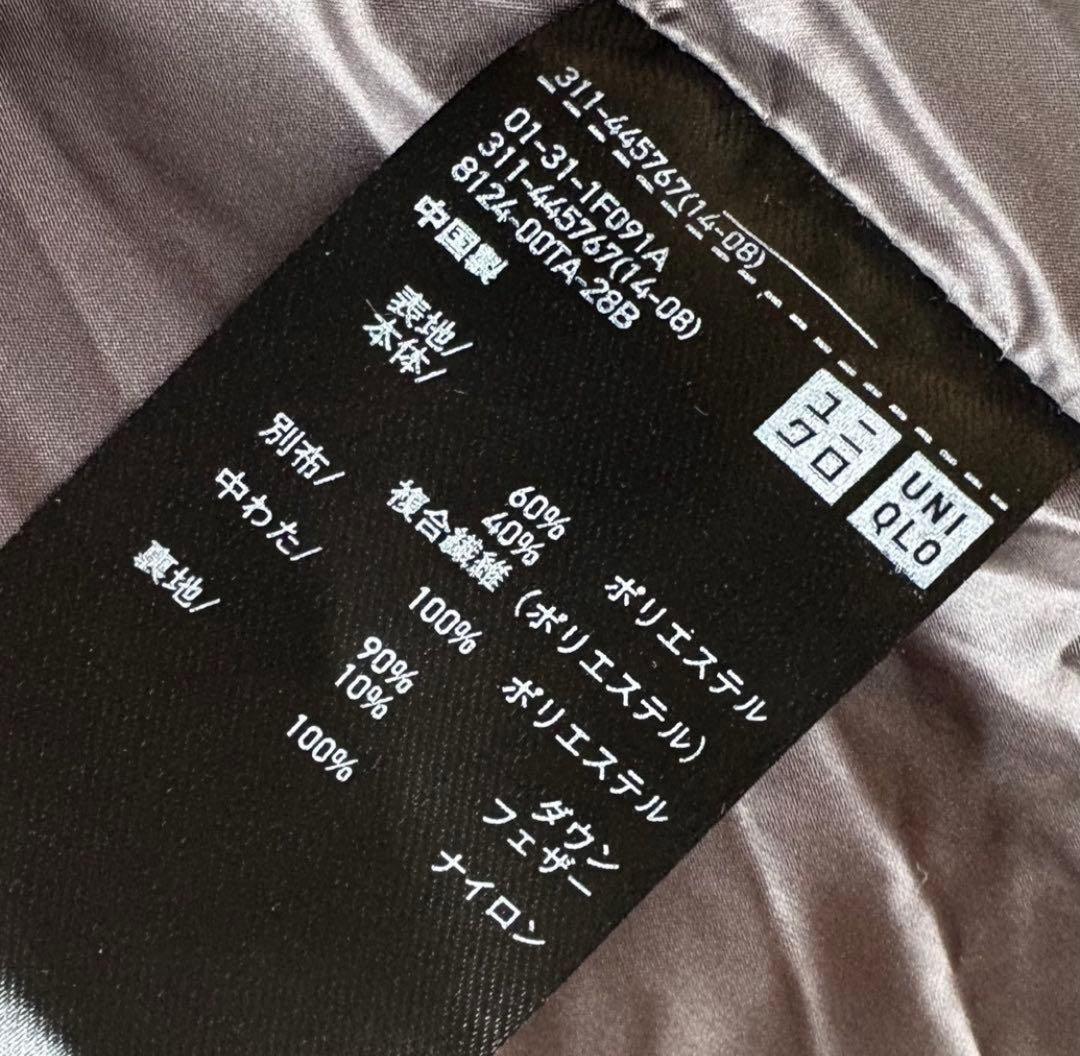 311-445767(14-08)
01-31-1F091A
311-445767(14-08)
8124-00TA-28B
中国製
ユニ
クロ
UNI
QLO
表地/
本体/
60% ポリエステル
40%
複合繊維（ポリエステル）
別布/ 100% ポリエステル
中わた/ 90% ダウン
10% フェザー
裏地/ 100% ナイロン